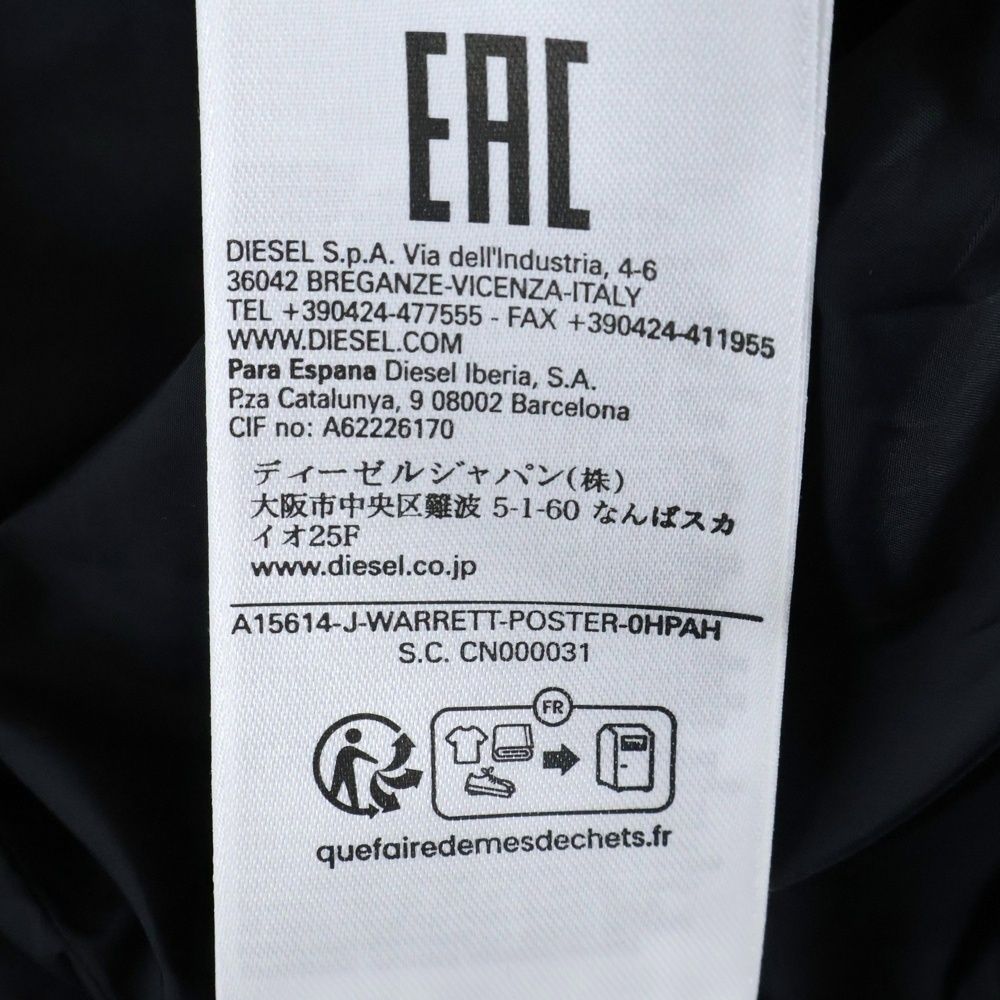 EAC
DIESEL S.p.A. Via dell'Industria, 4-6
36042 BREGANZE-VICENZA-ITALY
TEL +390424-477555 - FAX +390424-411955
WWW.DIESEL.COM
Para Espana Diesel Iberia, S.A.
P.za Catalunya, 9 08002 Barcelona
CIF no: A62226170
ディーゼルジャパン(株)
大阪市中央区難波 5-1-60 なんばスカ
イオ25F
www.diesel.co.jp
A15614-J-WARRETT-POSTER-0HPAH
S.C. CN000031
FR
quefairedemesdechets.fr